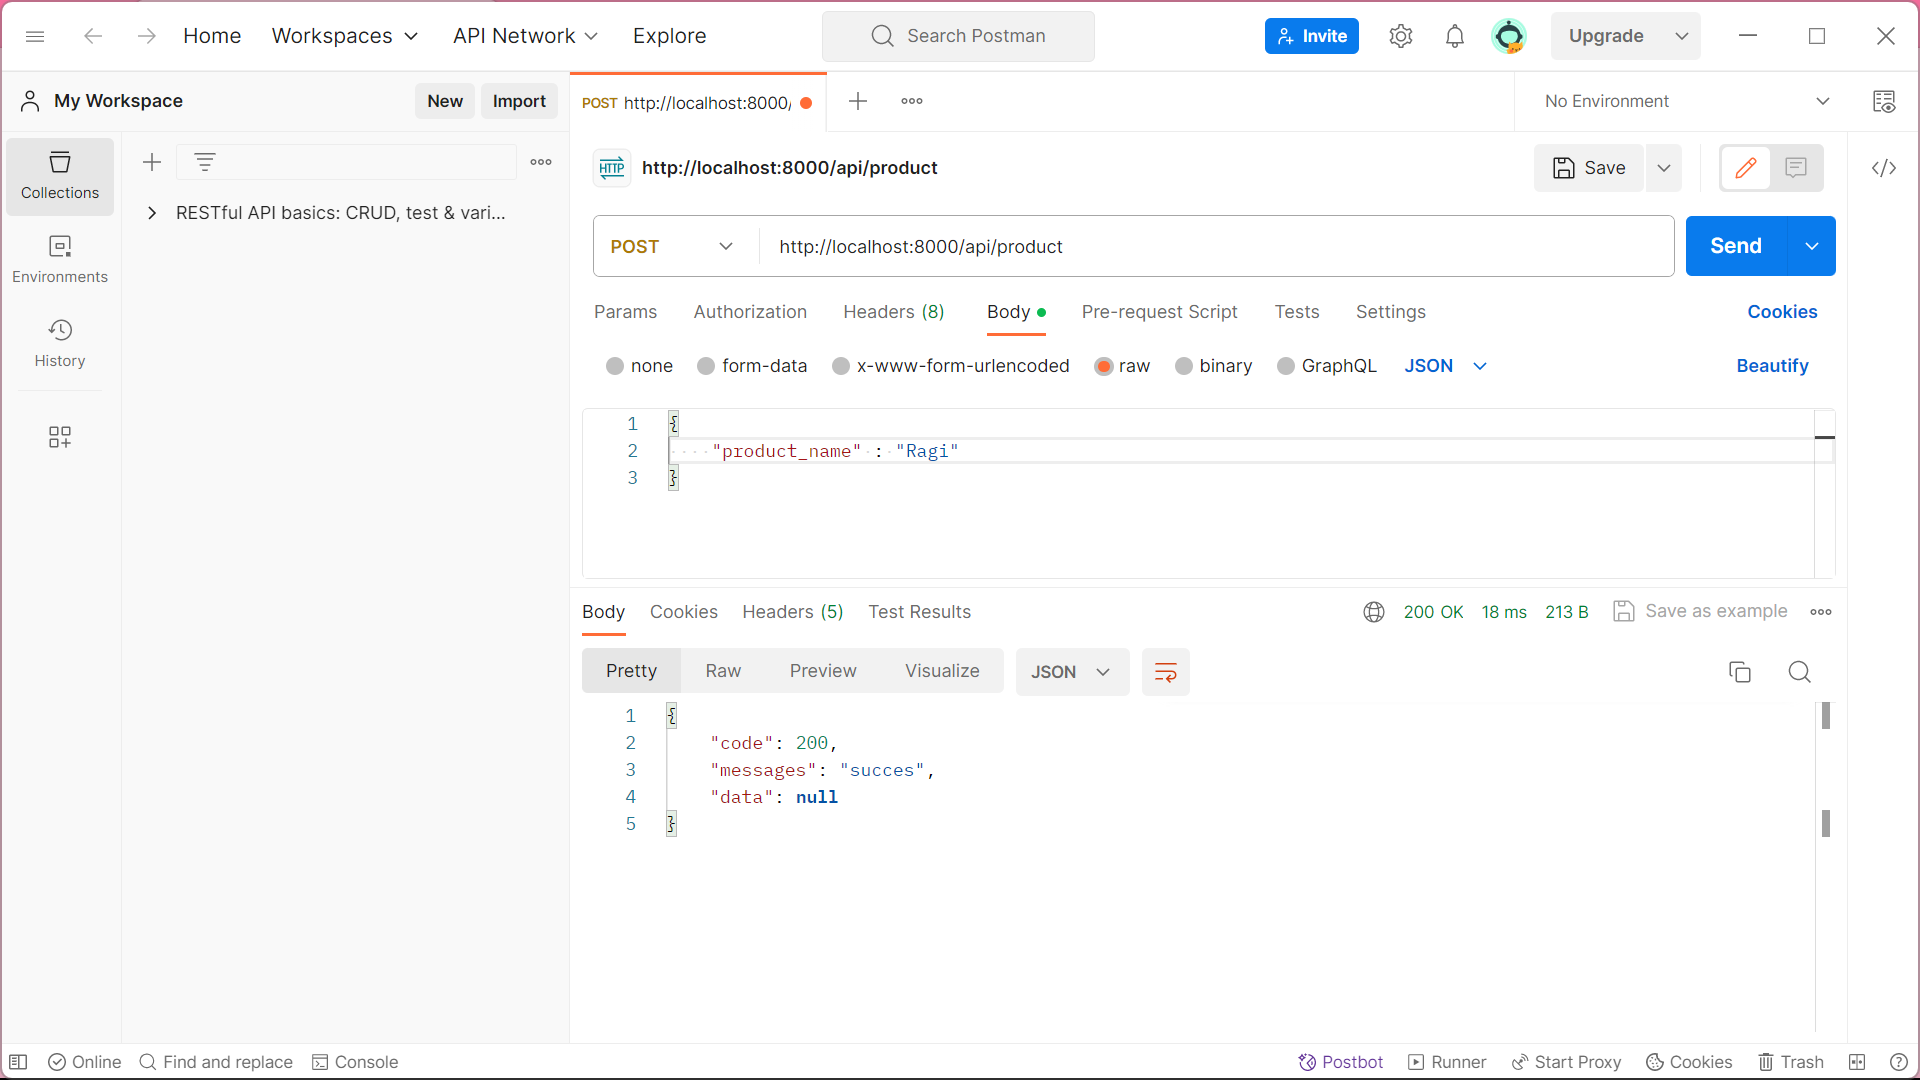 Home Workspaces API Network Explore Search Postman Invite Upgrade
My Workspace New Import POST http://localhost:8000/ No Environment
Collections
Environments
History
RESTful API basics: CRUD, test & vari...
HTTP http://localhost:8000/api/product Save
POST http://localhost:8000/api/product Send
Params Authorization Headers (8) Body Pre-request Script Tests Settings Cookies
none form-data x-www-form-urlencoded raw binary GraphQL JSON Beautify
1 {
2 "product_name" : "Ragi"
3 }
Body Cookies Headers (5) Test Results 200 OK 18 ms 213 B Save as example
Pretty Raw Preview Visualize JSON
1 {
2 "code": 200,
3 "messages": "succes",
4 "data": null
5 }
Online Find and replace Console Postbot Runner Start Proxy Cookies Trash